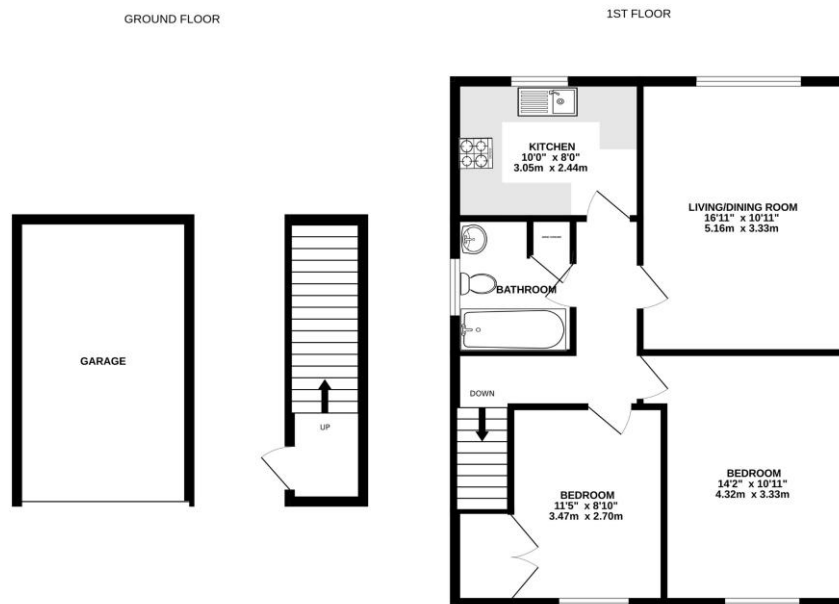 GROUND FLOOR
GARAGE
UP
1ST FLOOR
KITCHEN
10'0" x 8'0"
3.05m x 2.44m
LIVING/DINING ROOM
16'11" x 10'11"
5.16m x 3.33m
BATHROOM
DOWN
BEDROOM
11'5" x 8'10"
3.47m x 2.70m
BEDROOM
14'2" x 10'11"
4.32m x 3.33m